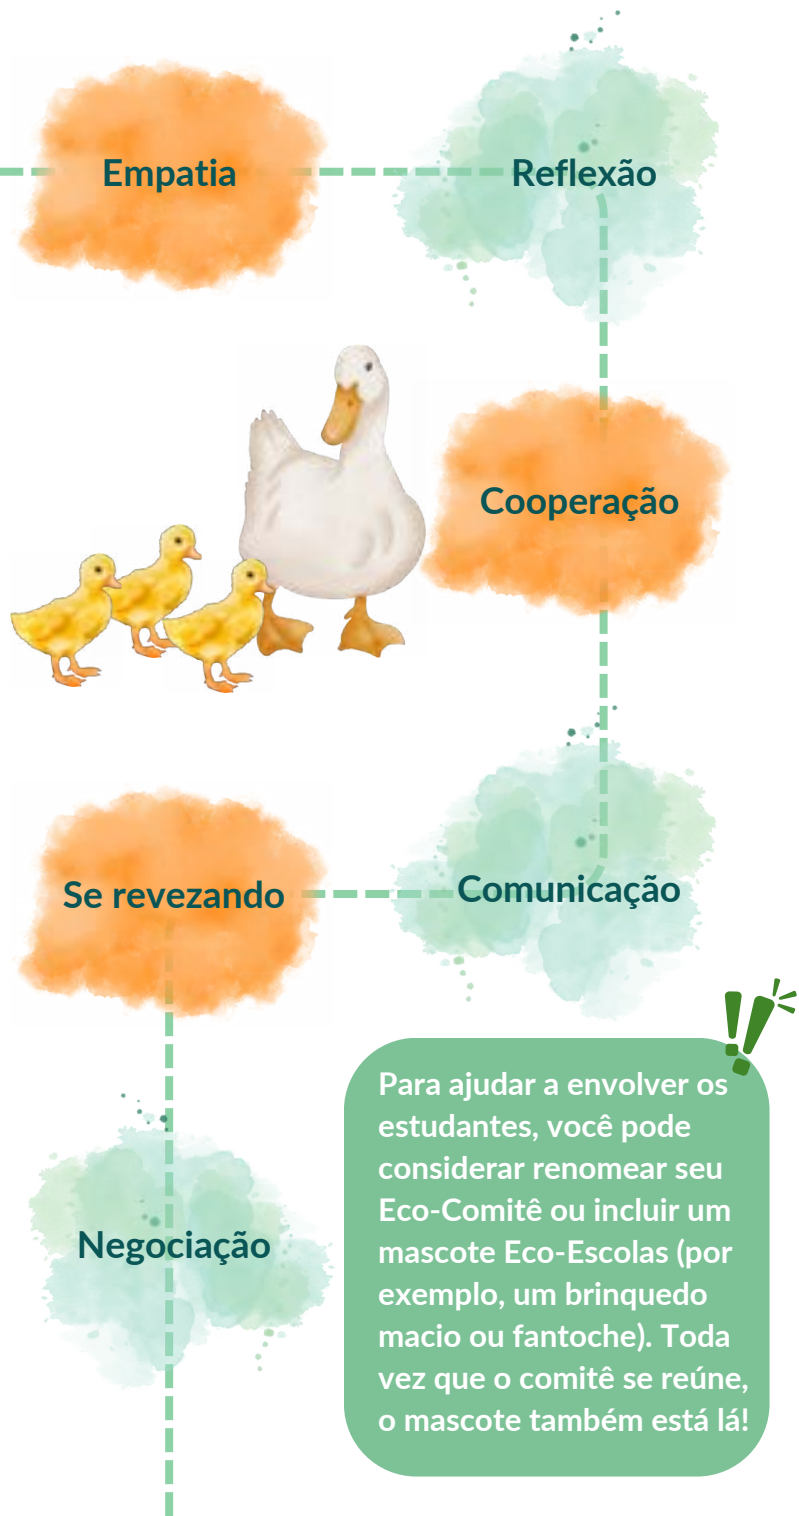 Empatia
Reflexão
Cooperação
Comunicação
Se revezando
Negociação
Para ajudar a envolver os
estudantes, você pode
considerar renomear seu
Eco-Comitê ou incluir um
mascote Eco-Escolas (por
exemplo, um brinquedo
macio ou fantoche). Toda
vez que o comitê se reúne,
o mascote também está lá!